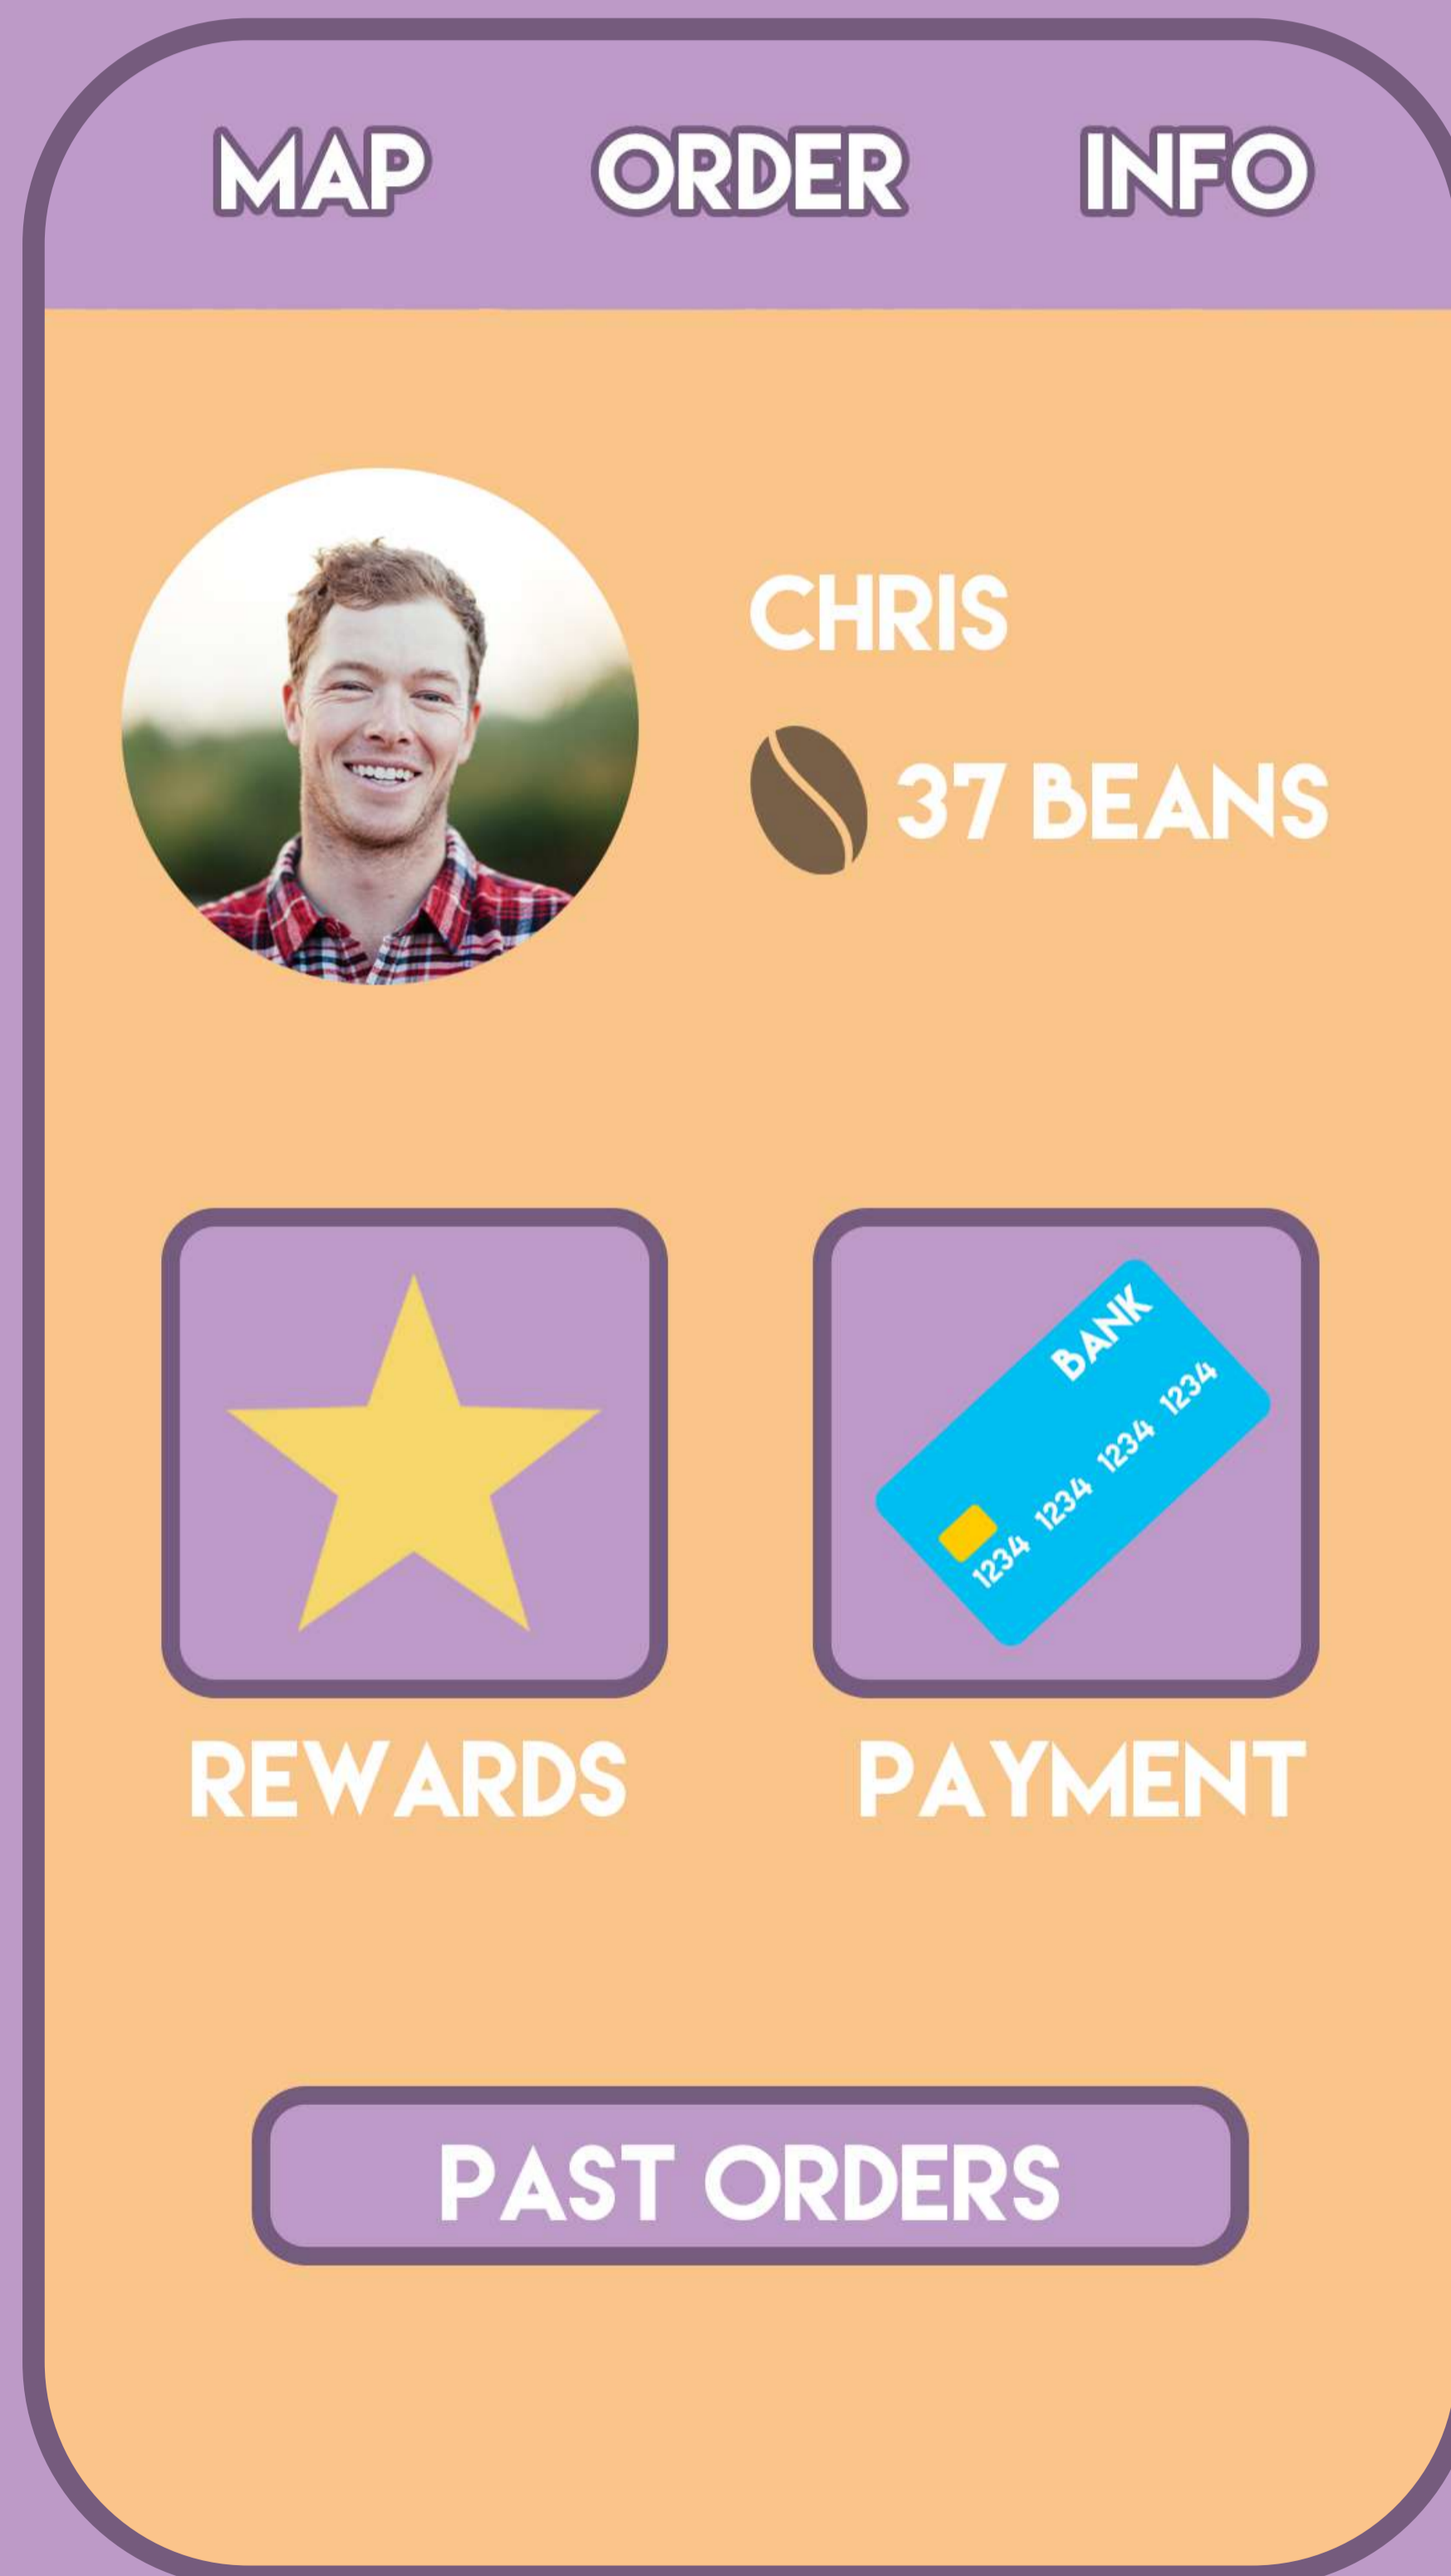 MAP ORDER INFO
CHRIS
37 BEANS
BANK
1234 1234 1234 1234
REWARDS PAYMENT
PAST ORDERS